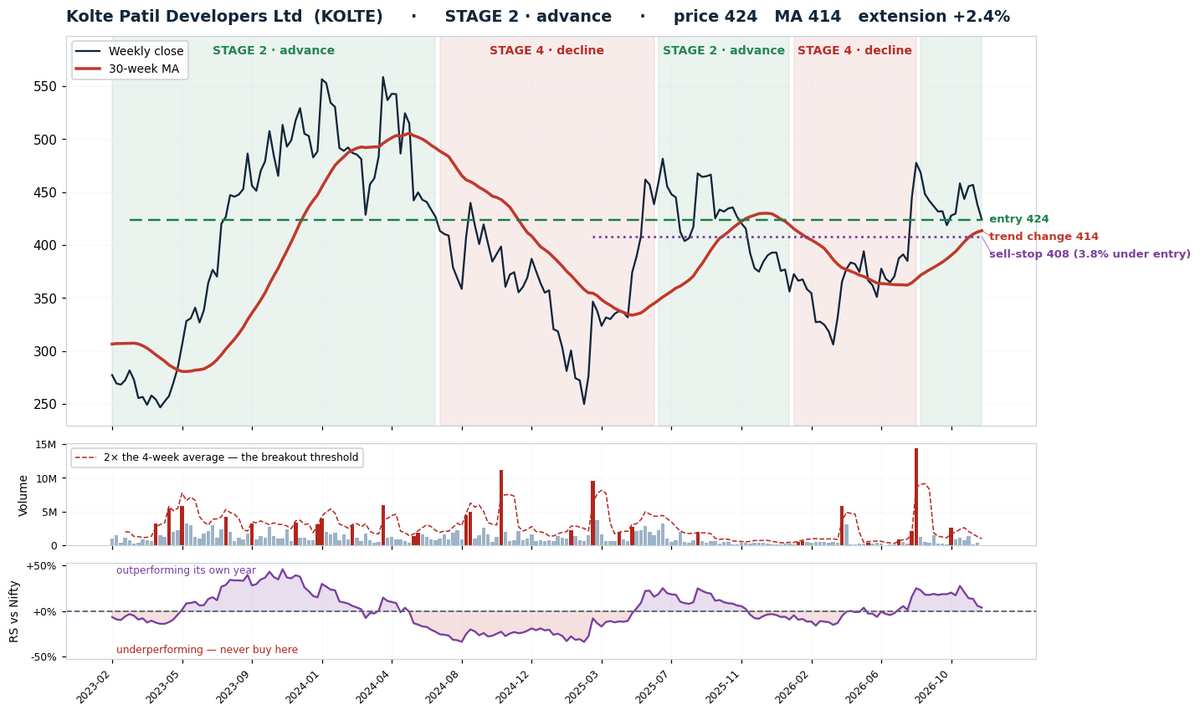 Kolte Patil Developers Ltd (KOLTE) · STAGE 2 · advance · price 424 MA 414 extension +2.4%
Weekly close
30-week MA
STAGE 2 · advance
STAGE 4 · decline
STAGE 2 · advance
STAGE 4 · decline
550
500
450
400
350
300
250
entry 424
trend change 414
sell-stop 408 (3.8% under entry)
Volume
15M
10M
5M
0
2× the 4-week average — the breakout threshold
RS vs Nifty
+50%
+0%
-50%
outperforming its own year
underperforming — never buy here
2023-02
2023-05
2023-09
2024-01
2024-04
2024-08
2024-12
2025-03
2025-07
2025-11
2026-02
2026-06
2026-10